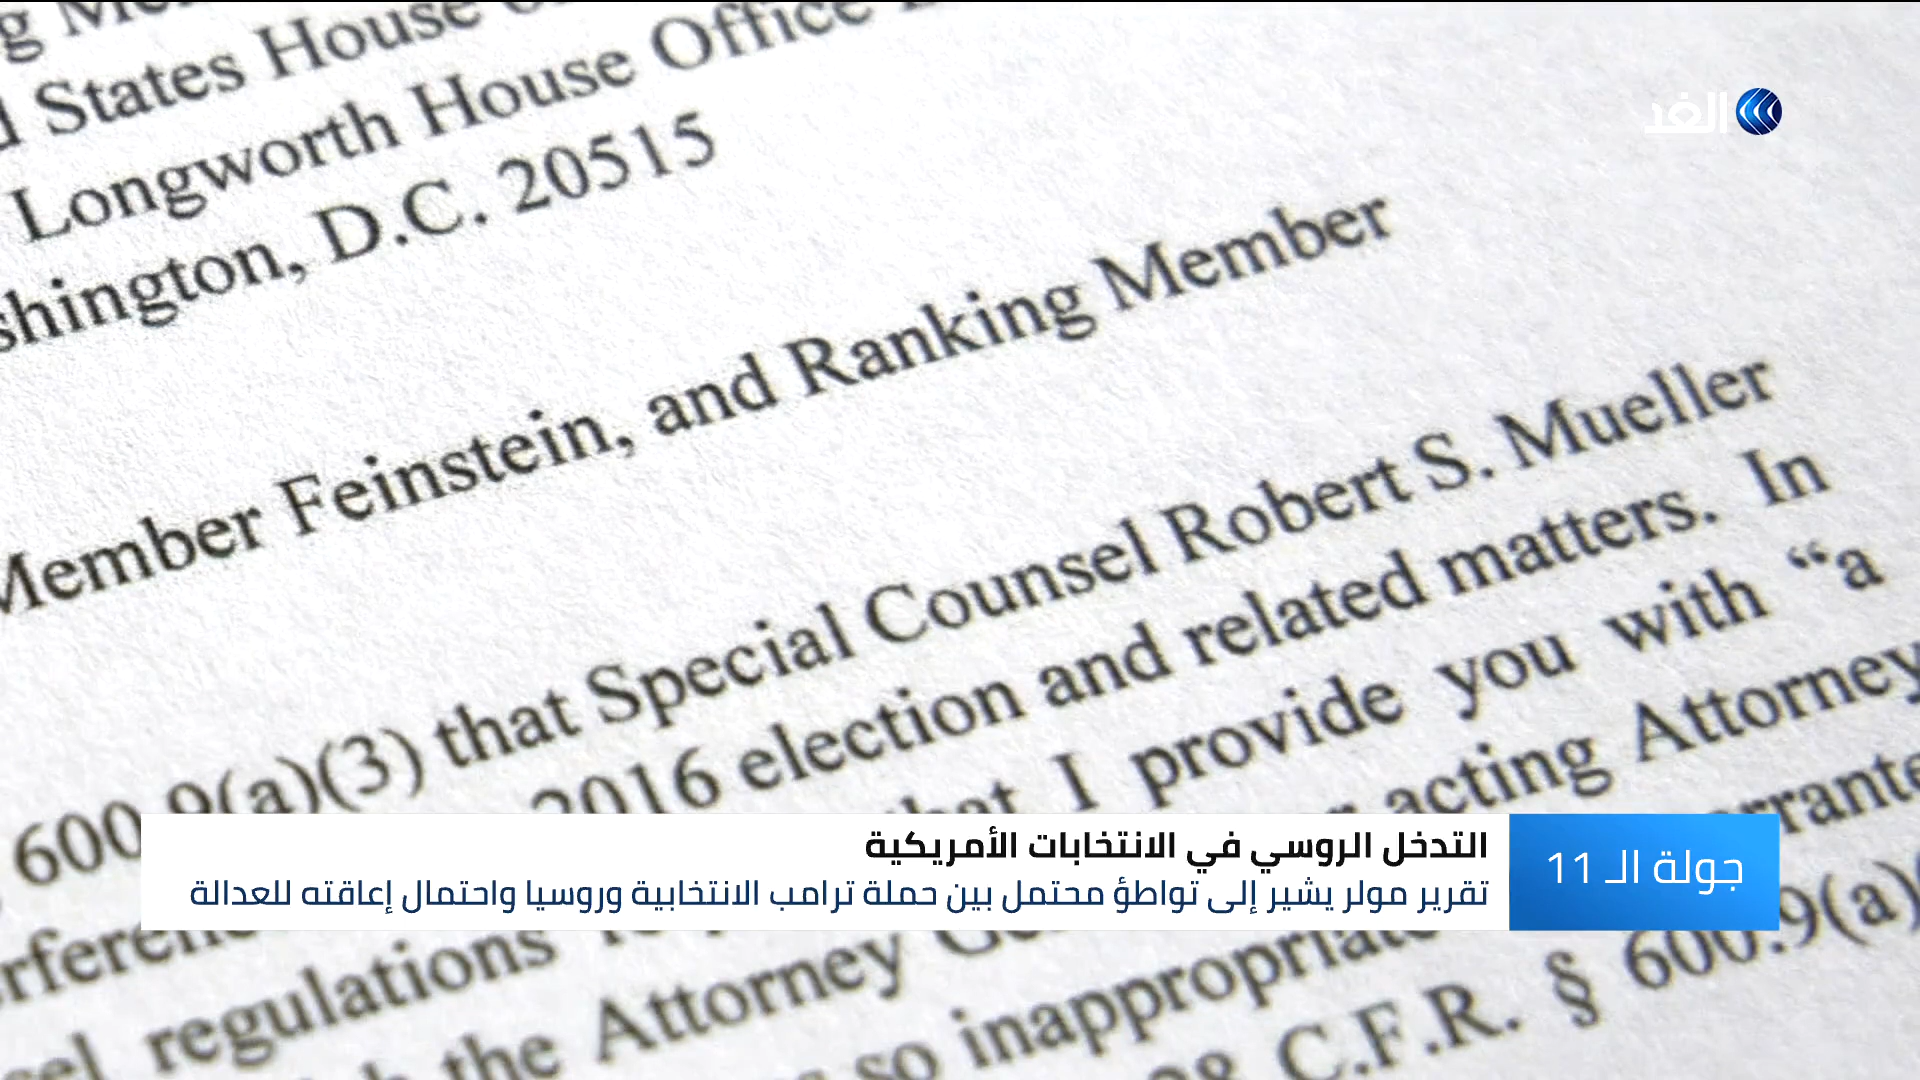 States House
Longworth House Office
D.C. 20515
Member Feinstein, and Ranking Member
600.9(a)(3) that Special Counsel Robert S. Mueller
2016 election and related matters. In
I provide you with “a
acting Attorney
regulations
the Attorney
so inappropriate
C.F.R. § 600.9(a)
الغد
جولة الـ 11
التدخل الروسي في الانتخابات الأمريكية
تقرير مولر يشير إلى تواطؤ محتمل بين حملة ترامب الانتخابية وروسيا واحتمال إعاقته للعدالة